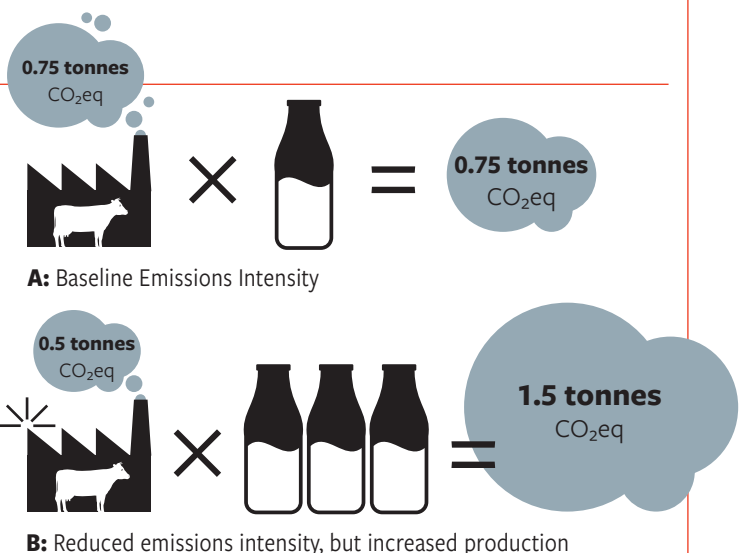 0.75 tonnes
CO₂eq
0.75 tonnes
CO₂eq
A: Baseline Emissions Intensity
0.5 tonnes
CO₂eq
1.5 tonnes
CO₂eq
B: Reduced emissions intensity, but increased production